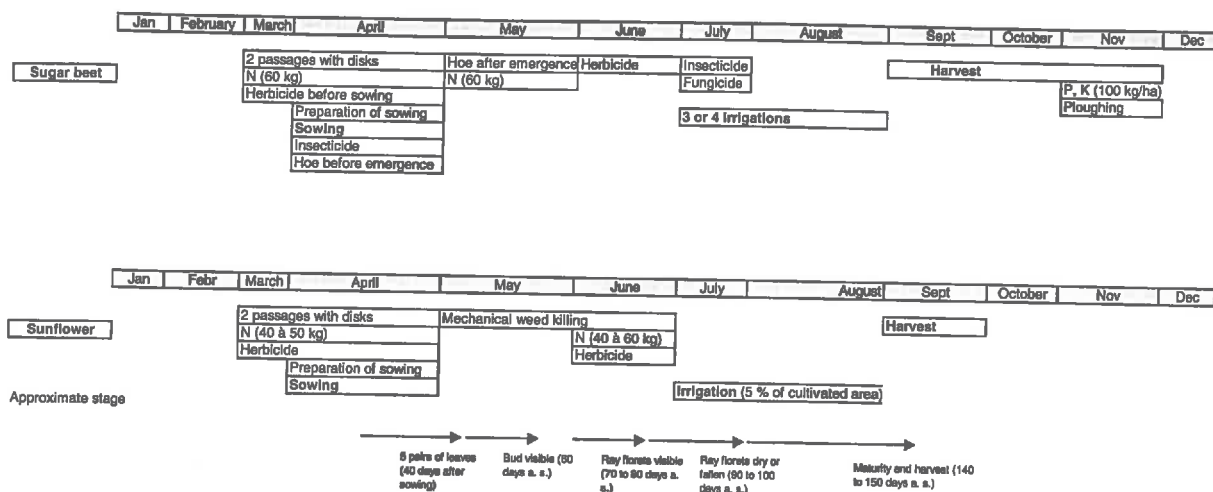 Jan February March April May June July August Sept October Nov Dec
Sugar beet
2 passages with disks Hoe after emergence Herbicide Insecticide Harvest
N (60 kg) N (60 kg) Fungicide P, K (100 kg/ha)
Herbicide before sowing Ploughing
Preparation of sowing 3 or 4 irrigations
Sowing
Insecticide
Hoe before emergence
Jan Febr March April May June July August Sept October Nov Dec
Sunflower
2 passages with disks Mechanical weed killing Harvest
N (40 à 50 kg) N (40 à 60 kg)
Herbicide Herbicide
Preparation of sowing
Sowing Irrigation (5 % of cultivated area)
Approximate stage
5 pairs of leaves Bud visible (60 Ray florets visible Ray florets dry or Maturity and harvest (140
(40 days after days a. s.) (70 to 80 days a. fallen (90 to 100 to 150 days a. s.)
sowing) s.) days a. s.)